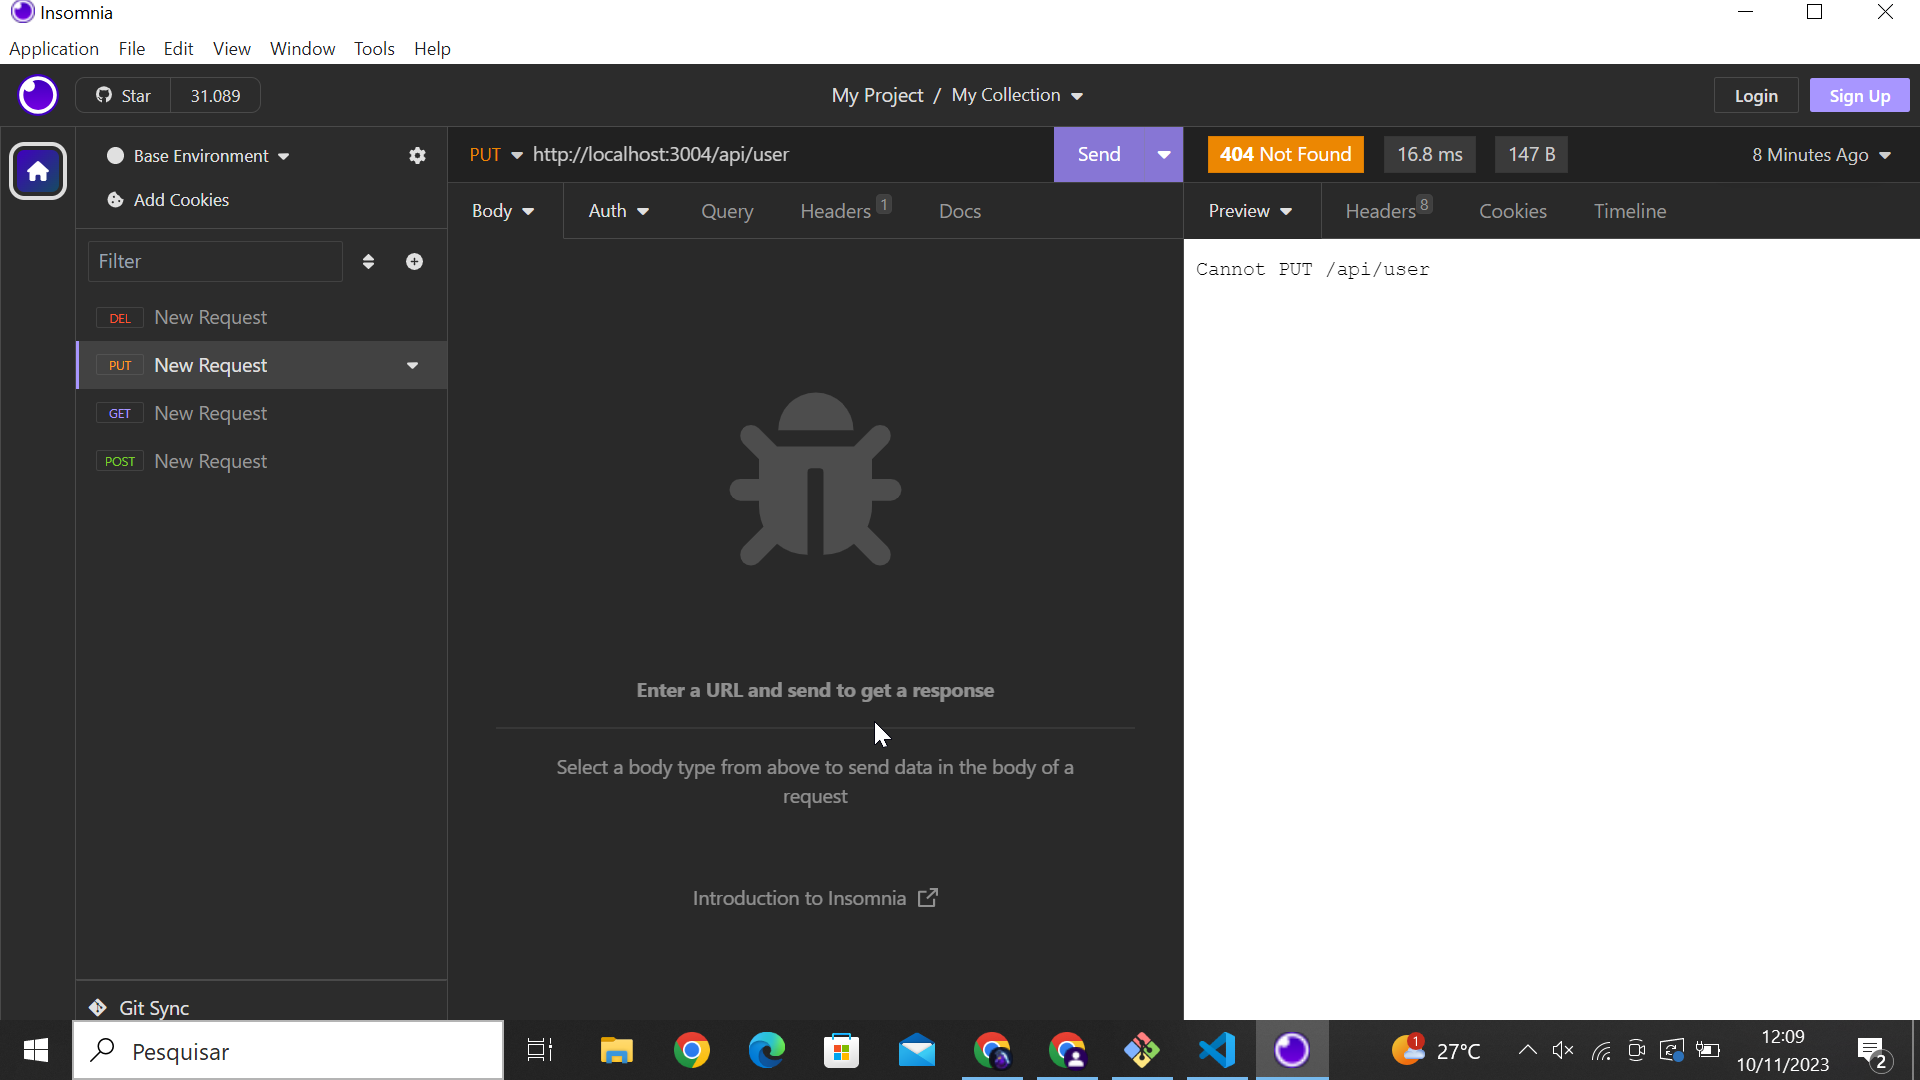 Insomnia
Application File Edit View Window Tools Help
Star 31.089
My Project / My Collection
Login Sign Up
Base Environment
Add Cookies
Filter
DEL New Request
PUT New Request
GET New Request
POST New Request
Git Sync
PUT http://localhost:3004/api/user
Send
Body Auth Query Headers 1 Docs
Enter a URL and send to get a response
Select a body type from above to send data in the body of a
request
Introduction to Insomnia
404 Not Found 16.8 ms 147 B 8 Minutes Ago
Preview Headers 8 Cookies Timeline
Cannot PUT /api/user
Pesquisar
1
27°C
12:09
10/11/2023
2